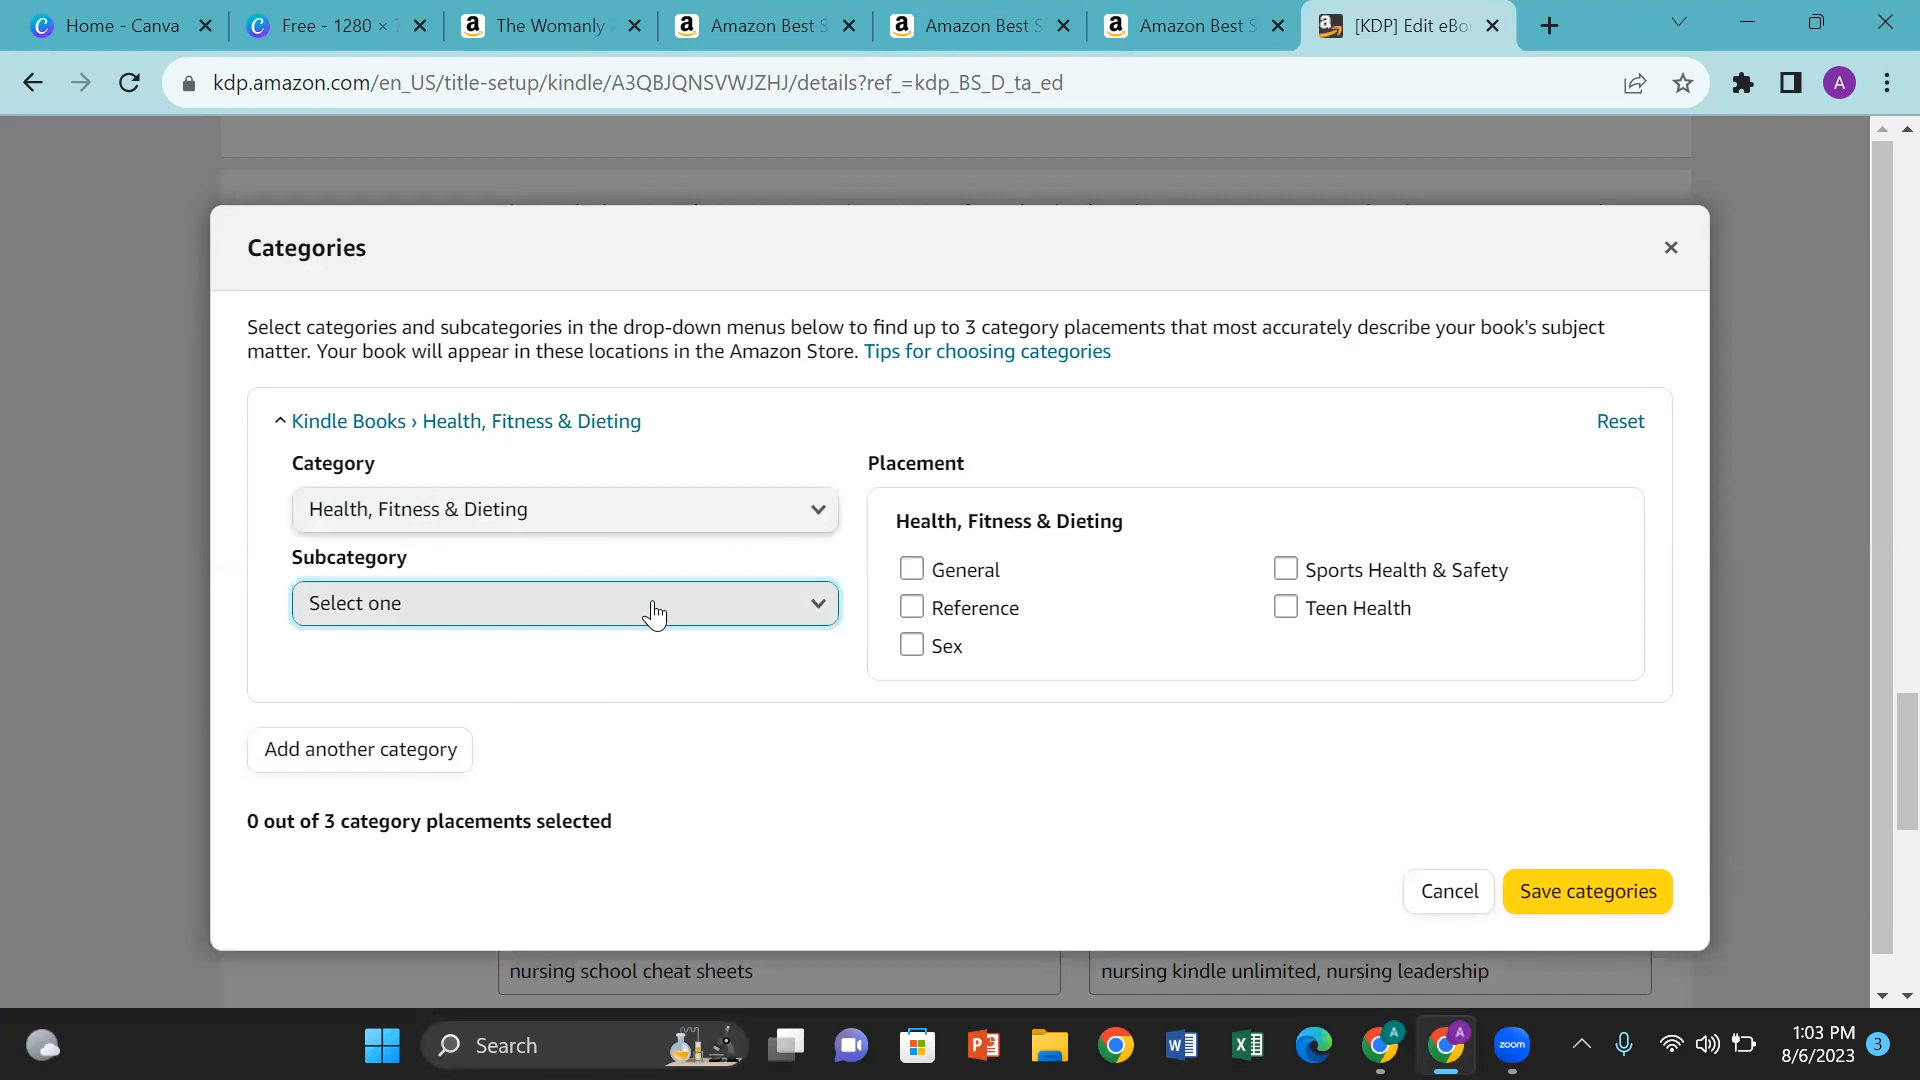 Home - Canva
Free - 1280 ×
The Womanly
Amazon Best S
Amazon Best S
Amazon Best S
[KDP] Edit eBo
kdp.amazon.com/en_US/title-setup/kindle/A3QBJQNSVWJZHJ/details?ref_=kdp_BS_D_ta_ed
A
Categories
Select categories and subcategories in the drop-down menus below to find up to 3 category placements that most accurately describe your book's subject
matter. Your book will appear in these locations in the Amazon Store. Tips for choosing categories
Kindle Books › Health, Fitness & Dieting
Reset
Category
Placement
Health, Fitness & Dieting
Health, Fitness & Dieting
Subcategory
General
Sports Health & Safety
Select one
Reference
Teen Health
Sex
Add another category
0 out of 3 category placements selected
Cancel
Save categories
nursing school cheat sheets
nursing kindle unlimited, nursing leadership
Search
zoom
1:03 PM
8/6/2023
3